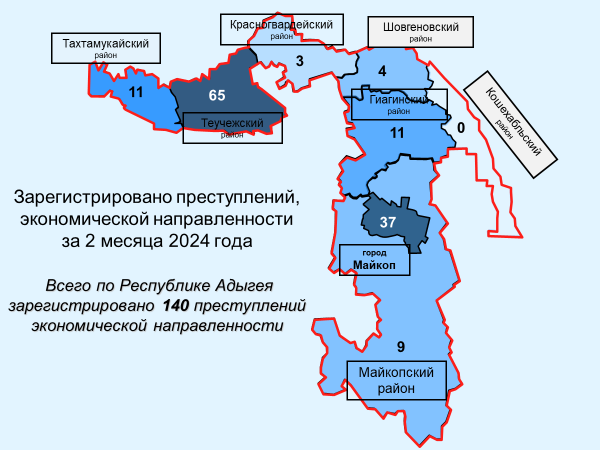 Красногвардейский
район
Шовгеновский
район
Тахтамукайский
район
3
4
11
65
Гиагинский
район
Кошехабльский
район
Теучежский
район
11
0
Зарегистрировано преступлений,
экономической направленности
за 2 месяца 2024 года
37
город
Майкоп
Всего по Республике Адыгея
зарегистрировано 140 преступлений
экономической направленности
9
Майкопский
район